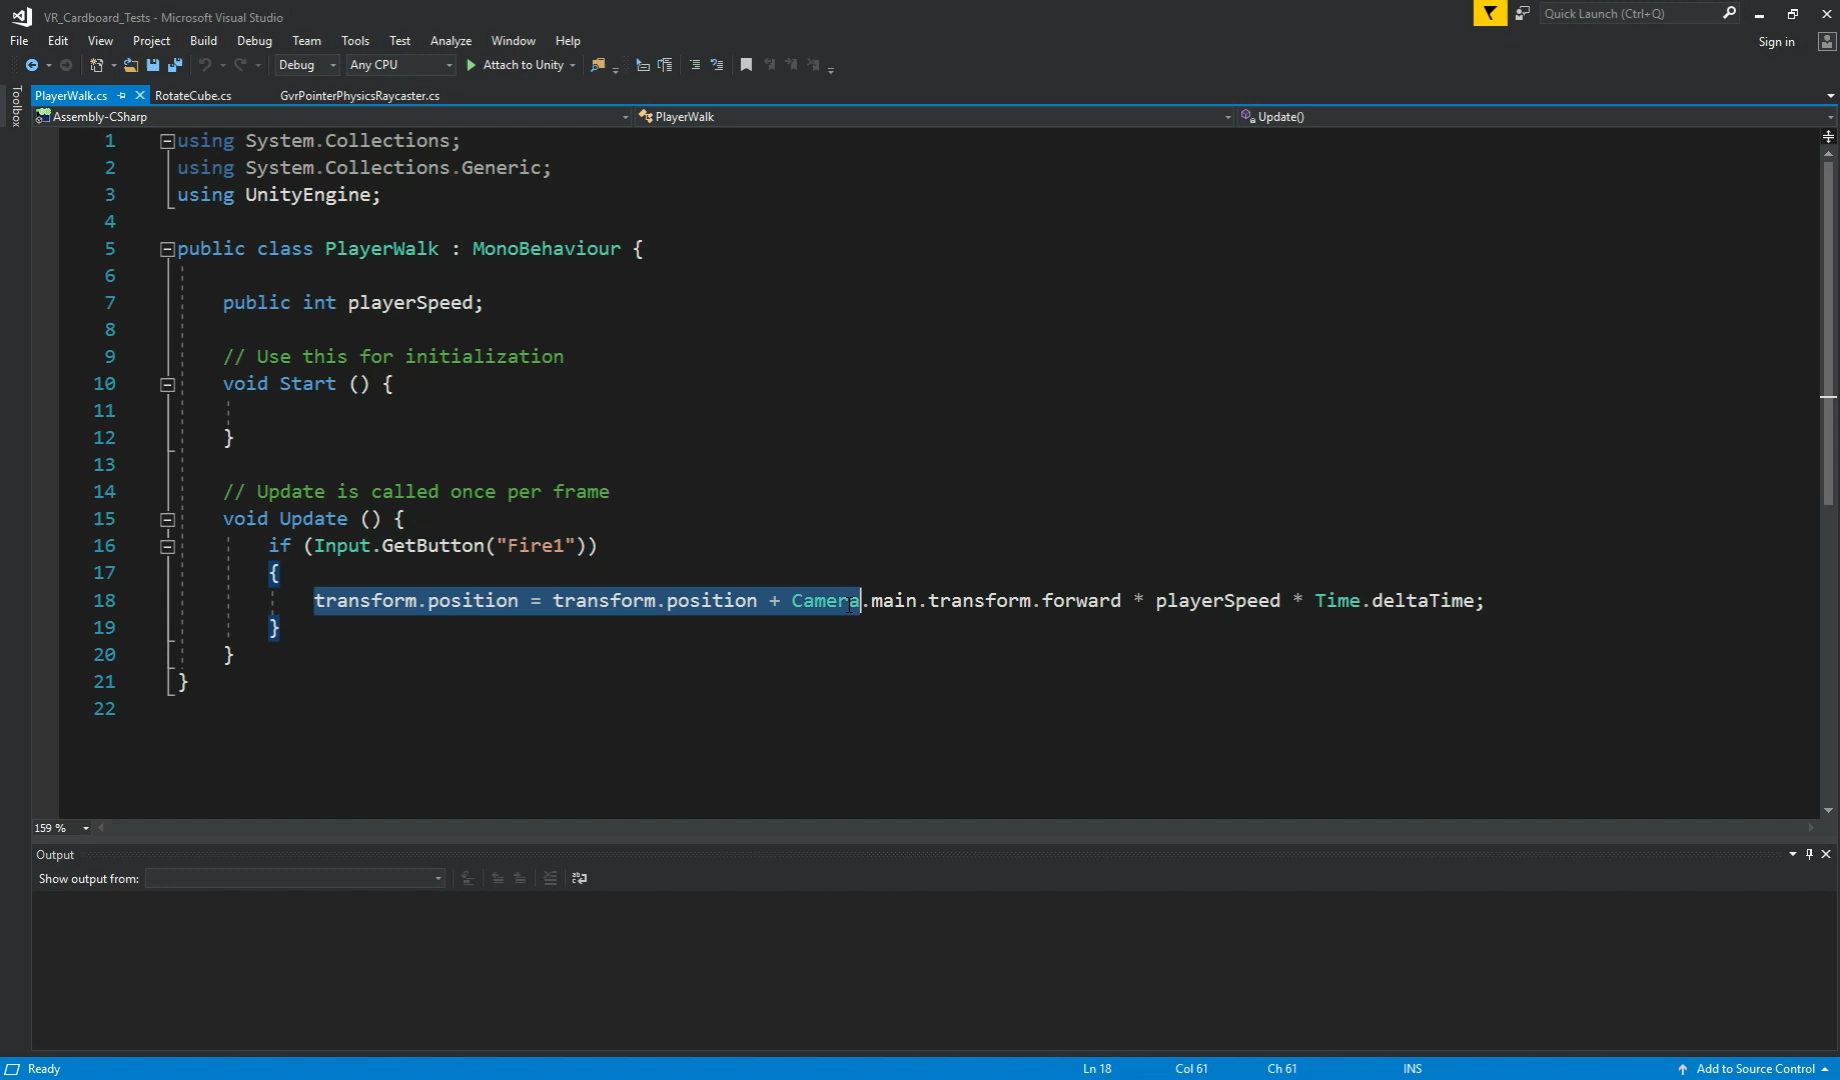 VR_Cardboard_Tests - Microsoft Visual Studio
Quick Launch (Ctrl+Q)
File Edit View Project Build Debug Team Tools Test Analyze Window Help
Sign in
Debug Any CPU Attach to Unity
Toolbox
PlayerWalk.cs RotateCube.cs GvrPointerPhysicsRaycaster.cs
Assembly-CSharp PlayerWalk Update()
1 using System.Collections;
2 using System.Collections.Generic;
3 using UnityEngine;
4
5 public class PlayerWalk : MonoBehaviour {
6
7 public int playerSpeed;
8
9 // Use this for initialization
10 void Start () {
11
12 }
13
14 // Update is called once per frame
15 void Update () {
16 if (Input.GetButton("Fire1"))
17 {
18 transform.position = transform.position + Camera.main.transform.forward * playerSpeed * Time.deltaTime;
19 }
20 }
21 }
22
159 %
Output
Show output from:
Ready Ln 18 Col 61 Ch 61 INS Add to Source Control